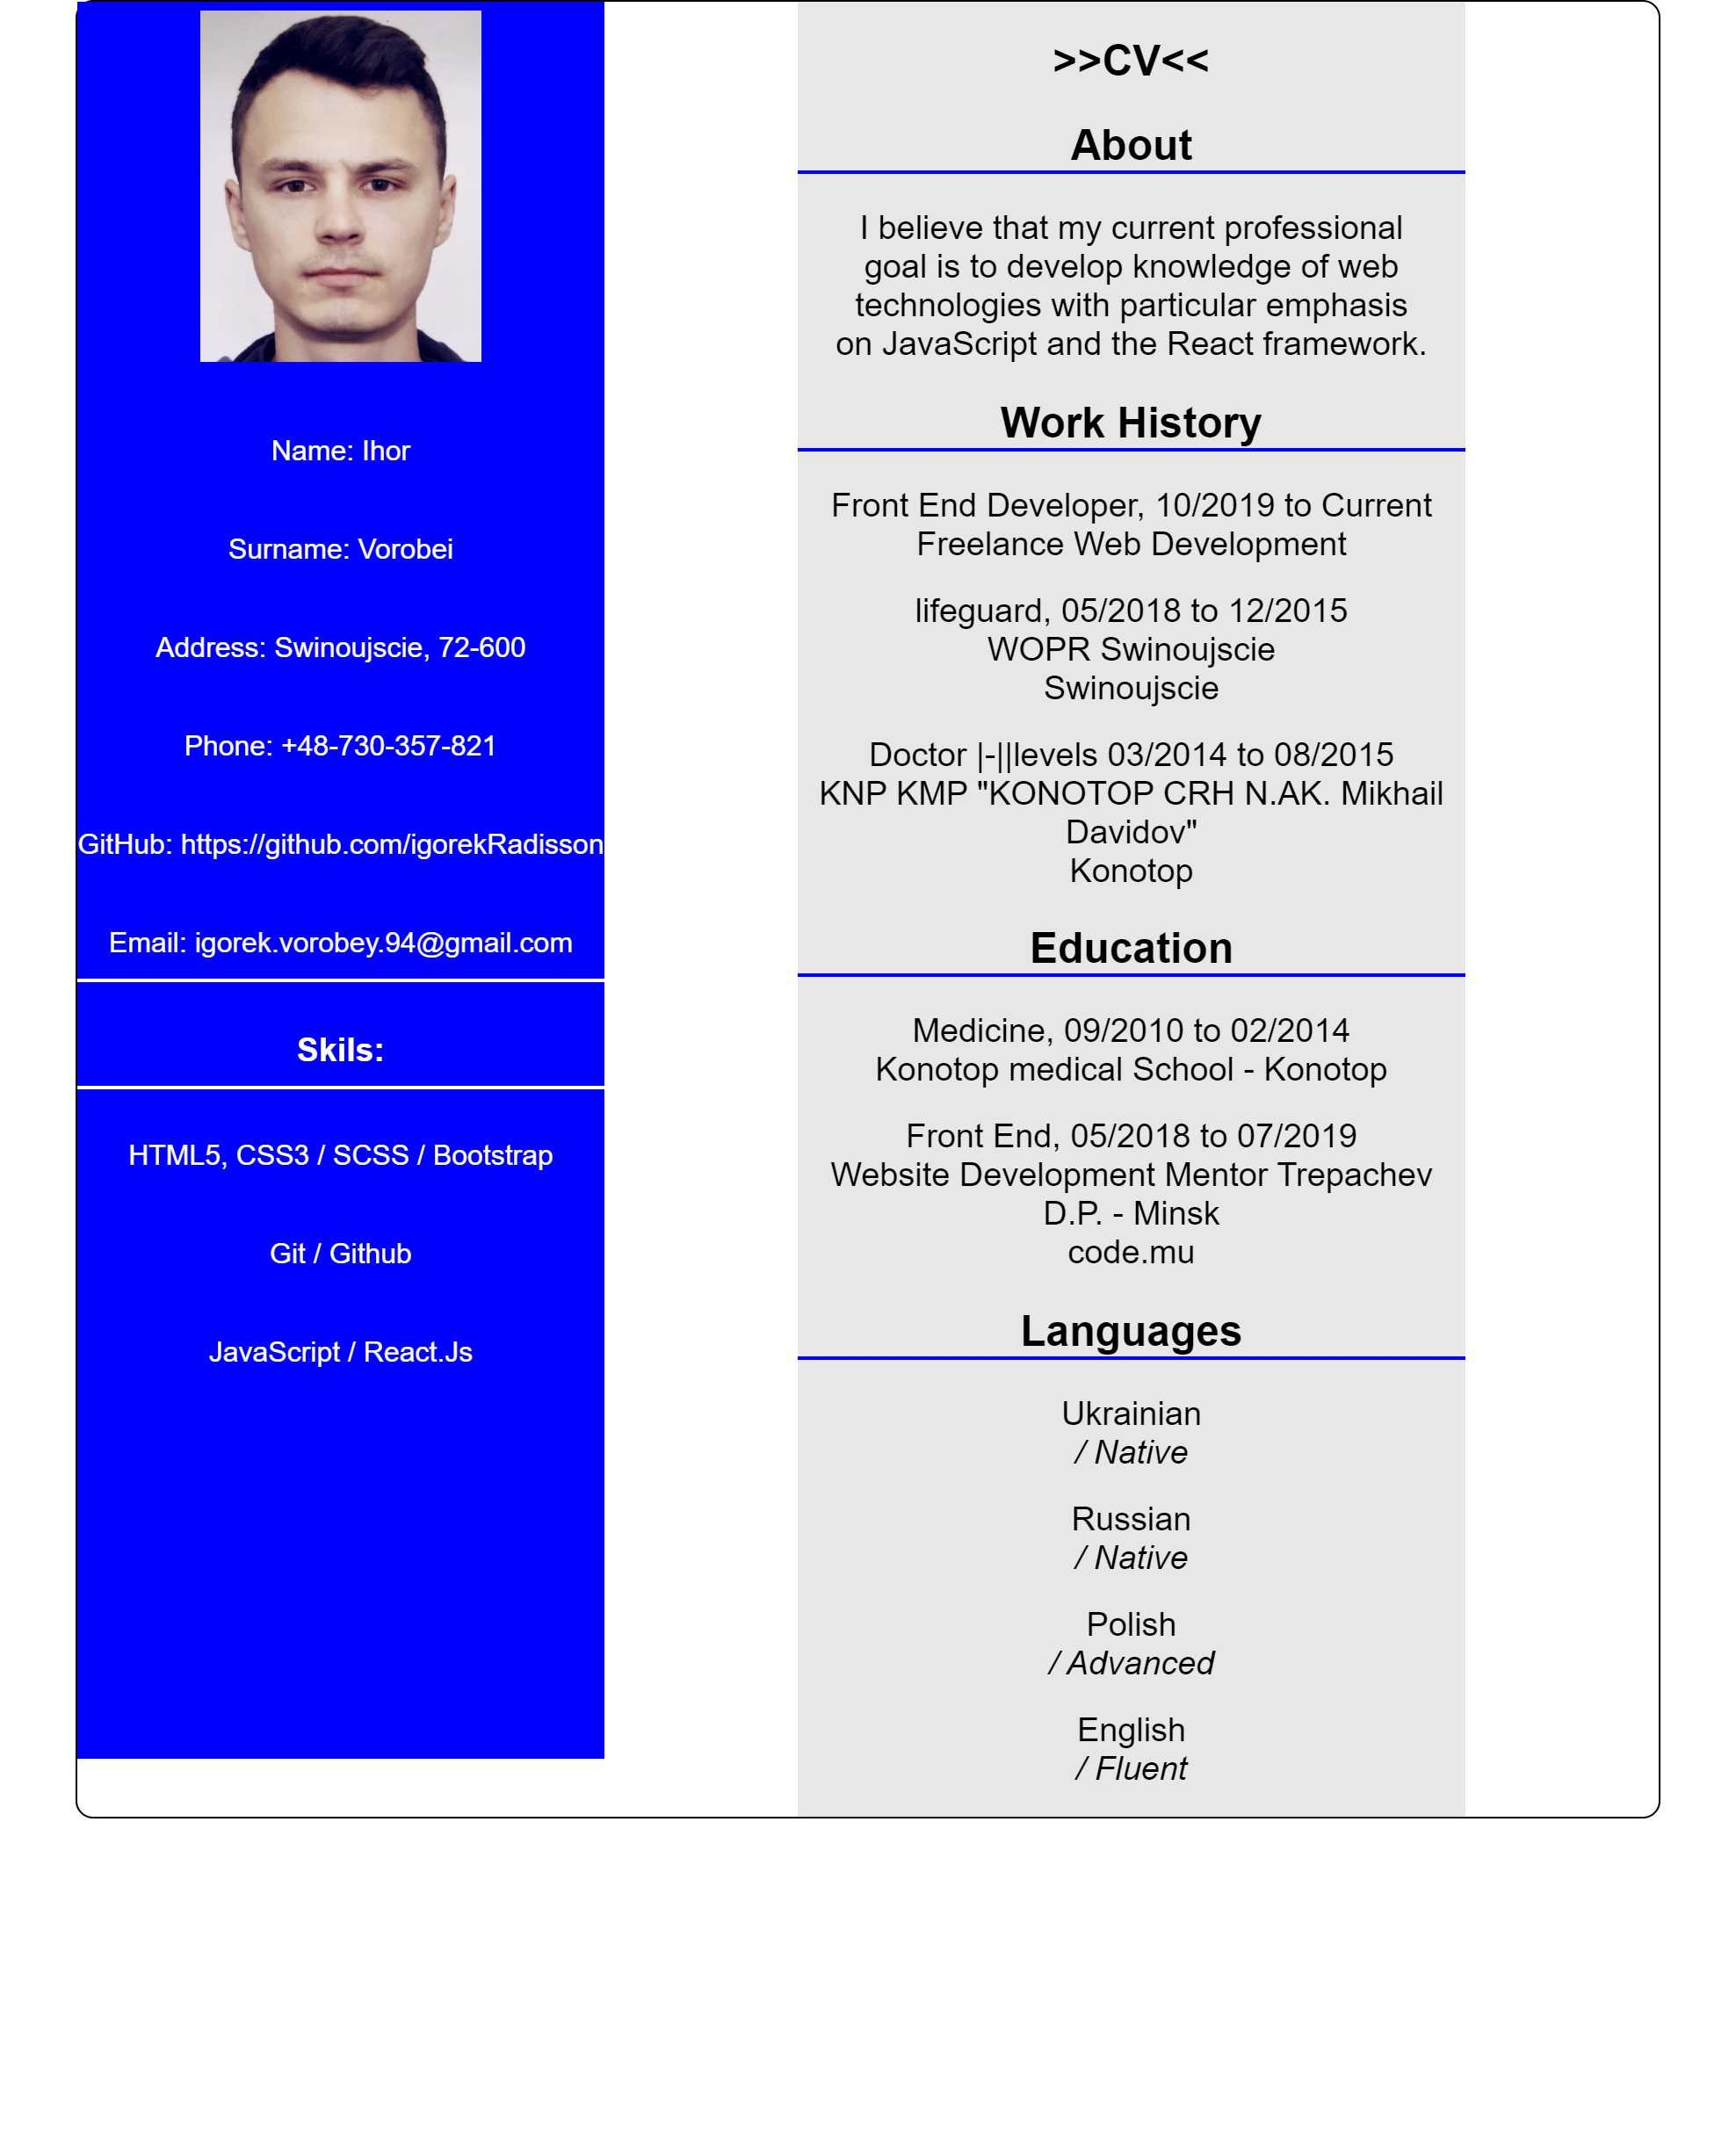 Name: Ihor
Surname: Vorobei
Address: Swinoujscie, 72-600
Phone: +48-730-357-821
GitHub: https://github.com/igorekRadisson
Email: igorek.vorobey.94@gmail.com
Skils:
HTML5, CSS3 / SCSS / Bootstrap
Git / Github
JavaScript / React.Js
>>CV<<
About
I believe that my current professional
goal is to develop knowledge of web
technologies with particular emphasis
on JavaScript and the React framework.
Work History
Front End Developer, 10/2019 to Current
Freelance Web Development
lifeguard, 05/2018 to 12/2015
WOPR Swinoujscie
Swinoujscie
Doctor |-||levels 03/2014 to 08/2015
KNP KMP "KONOTOP CRH N.AK. Mikhail
Davidov"
Konotop
Education
Medicine, 09/2010 to 02/2014
Konotop medical School - Konotop
Front End, 05/2018 to 07/2019
Website Development Mentor Trepachev
D.P. - Minsk
code.mu
Languages
Ukrainian
/ Native
Russian
/ Native
Polish
/ Advanced
English
/ Fluent